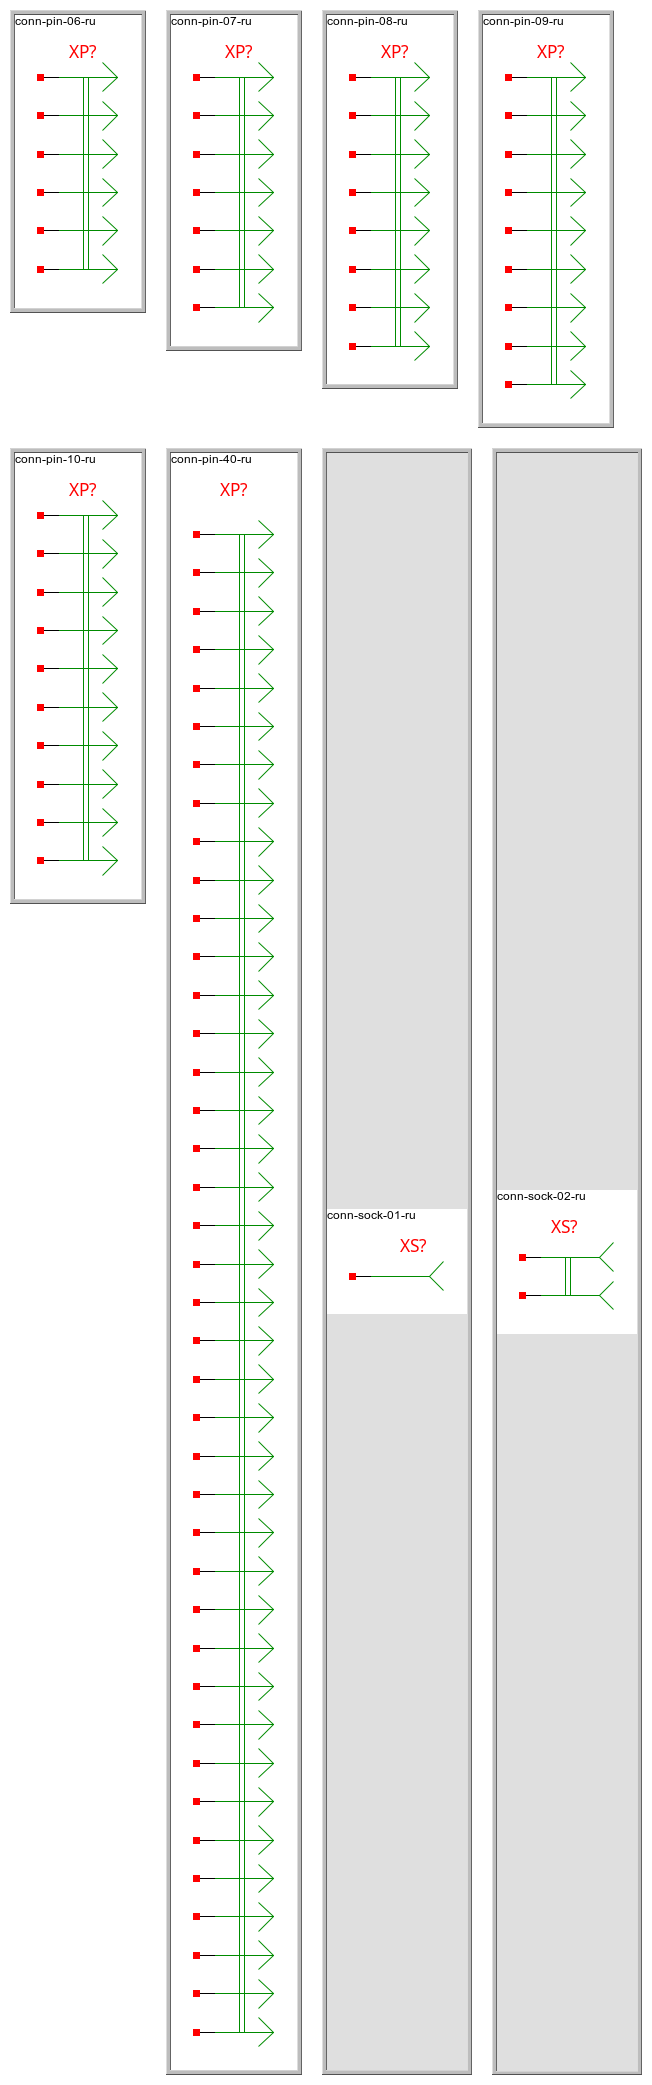 conn-pin-06-ru
XP?
conn-pin-07-ru
XP?
conn-pin-08-ru
XP?
conn-pin-09-ru
XP?
conn-pin-10-ru
XP?
conn-pin-40-ru
XP?
conn-sock-01-ru
XS?
conn-sock-02-ru
XS?